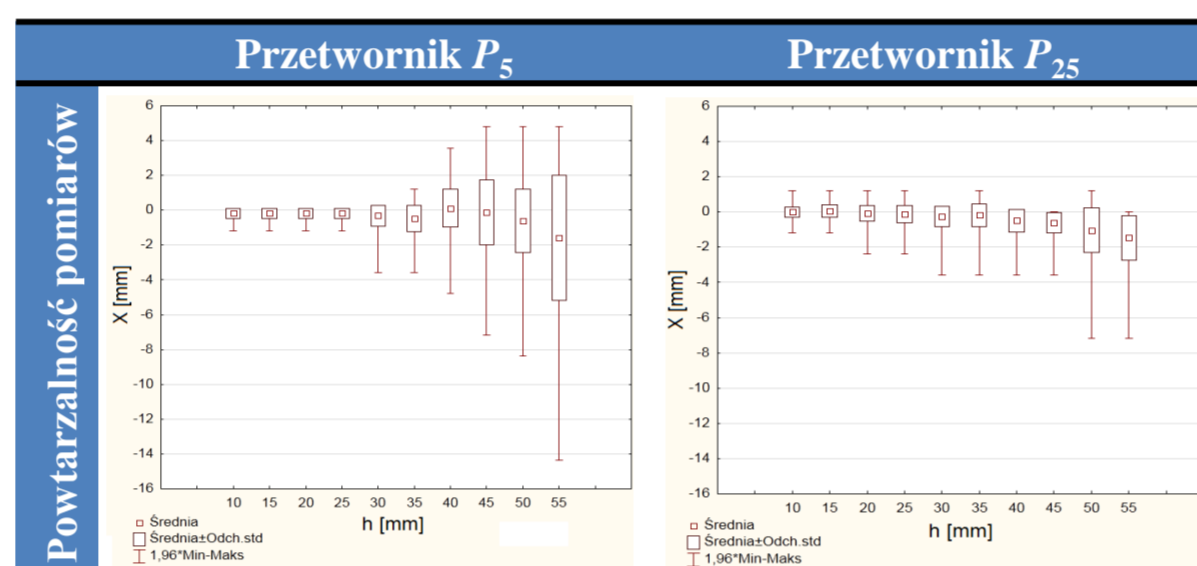 Przetwornik P5
Przetwornik P25
Powtarzalność pomiarów
6
4
2
0
-2
-4
-6
-8
-10
-12
-14
-16
X [mm]
10 15 20 25 30 35 40 45 50 55
h [mm]
Średnia
Średnia±Odch.std
1,96*Min-Maks
6
4
2
0
-2
-4
-6
-8
-10
-12
-14
-16
X [mm]
10 15 20 25 30 35 40 45 50 55
h [mm]
Średnia
Średnia±Odch.std
1,96*Min-Maks